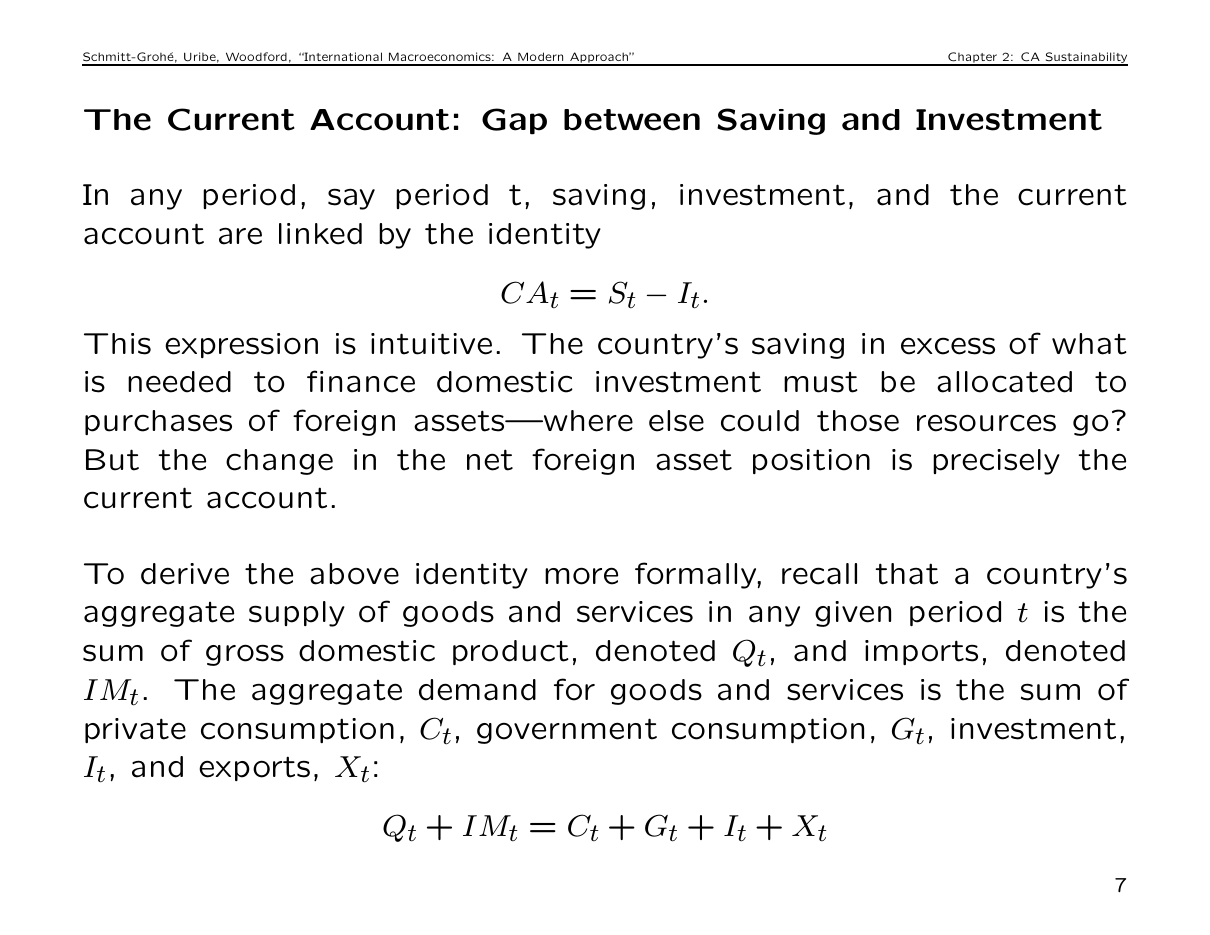 Schmitt-Grohé, Uribe, Woodford, “International Macroeconomics: A Modern Approach” Chapter 2: CA Sustainability
The Current Account: Gap between Saving and Investment
In any period, say period t, saving, investment, and the current
account are linked by the identity
CA_t = S_t − I_t.
This expression is intuitive. The country’s saving in excess of what
is needed to finance domestic investment must be allocated to
purchases of foreign assets—where else could those resources go?
But the change in the net foreign asset position is precisely the
current account.
To derive the above identity more formally, recall that a country’s
aggregate supply of goods and services in any given period t is the
sum of gross domestic product, denoted Q_t, and imports, denoted
IM_t. The aggregate demand for goods and services is the sum of
private consumption, C_t, government consumption, G_t, investment,
I_t, and exports, X_t:
Q_t + IM_t = C_t + G_t + I_t + X_t
7